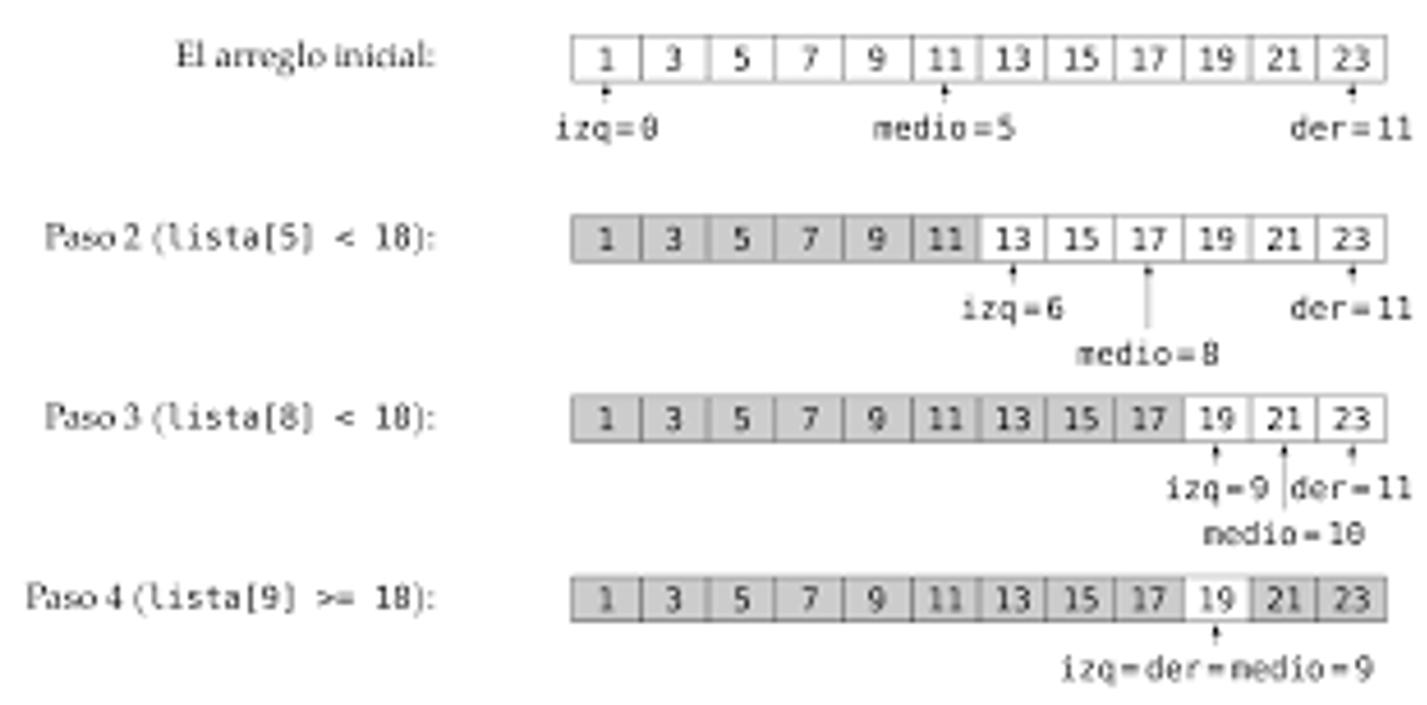 El arreglo inicial: 1 3 5 7 9 11 13 15 17 19 21 23
izq=0 medio=5 der=11
Paso 2 (lista[5] < 18): 1 3 5 7 9 11 13 15 17 19 21 23
izq=6 der=11
medio=8
Paso 3 (lista[8] < 18): 1 3 5 7 9 11 13 15 17 19 21 23
izq=9 der=11
medio=10
Paso 4 (lista[9] >= 18): 1 3 5 7 9 11 13 15 17 19 21 23
izq=der=medio=9